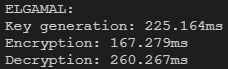 ELGAMAL:
Key generation: 225.164ms
Encryption: 167.279ms
Decryption: 260.267ms